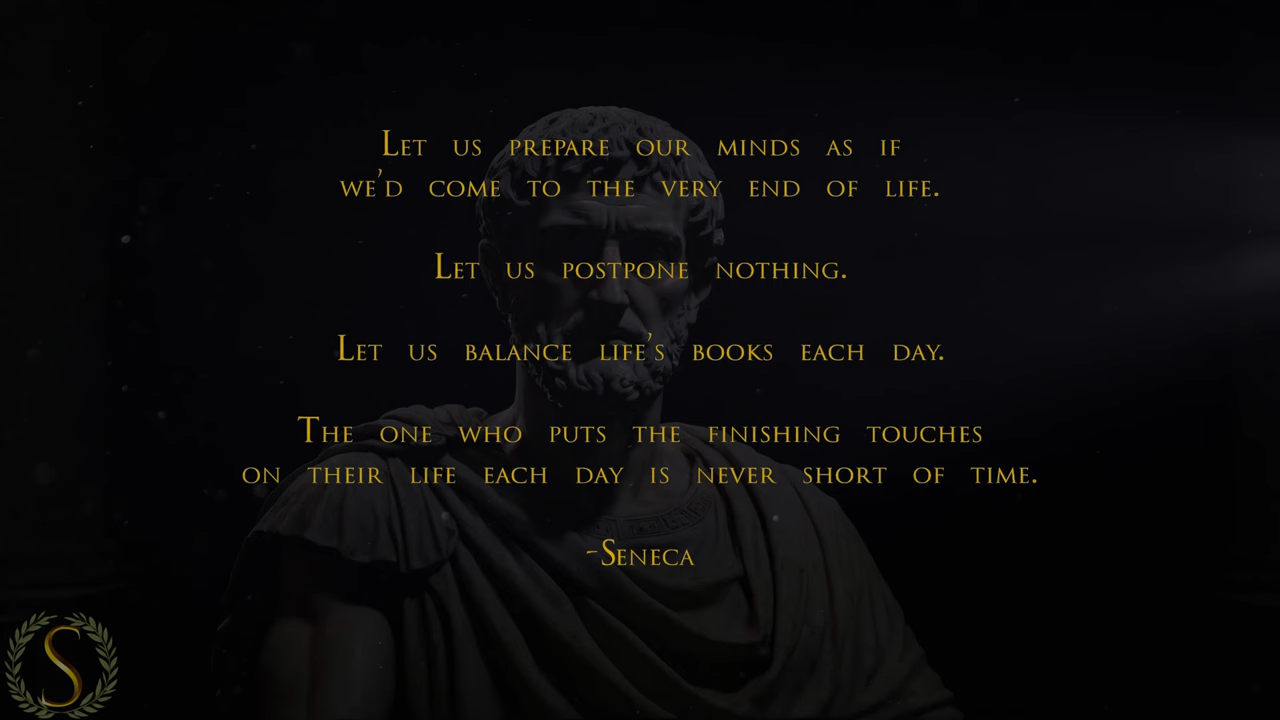 Let us prepare our minds as if
we'd come to the very end of life.
Let us postpone nothing.
Let us balance life's books each day.
The one who puts the finishing touches
on their life each day is never short of time.
-Seneca
S